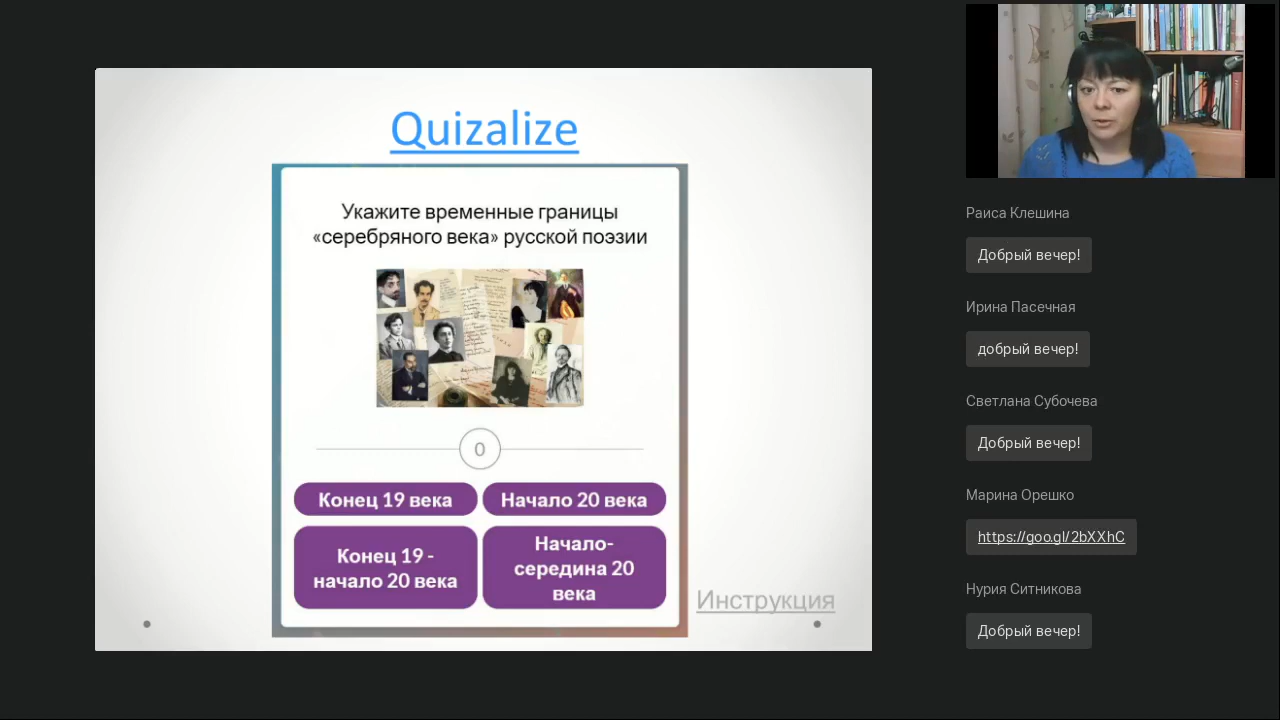 Quizalize
Укажите временные границы
«серебряного века» русской поэзии
0
Конец 19 века
Начало 20 века
Конец 19 -
начало 20 века
Начало-
середина 20
века
Инструкция
Раиса Клешина
Добрый вечер!
Ирина Пасечная
добрый вечер!
Светлана Субочева
Добрый вечер!
Марина Орешко
https://goo.gl/2bXXhC
Нурия Ситникова
Добрый вечер!